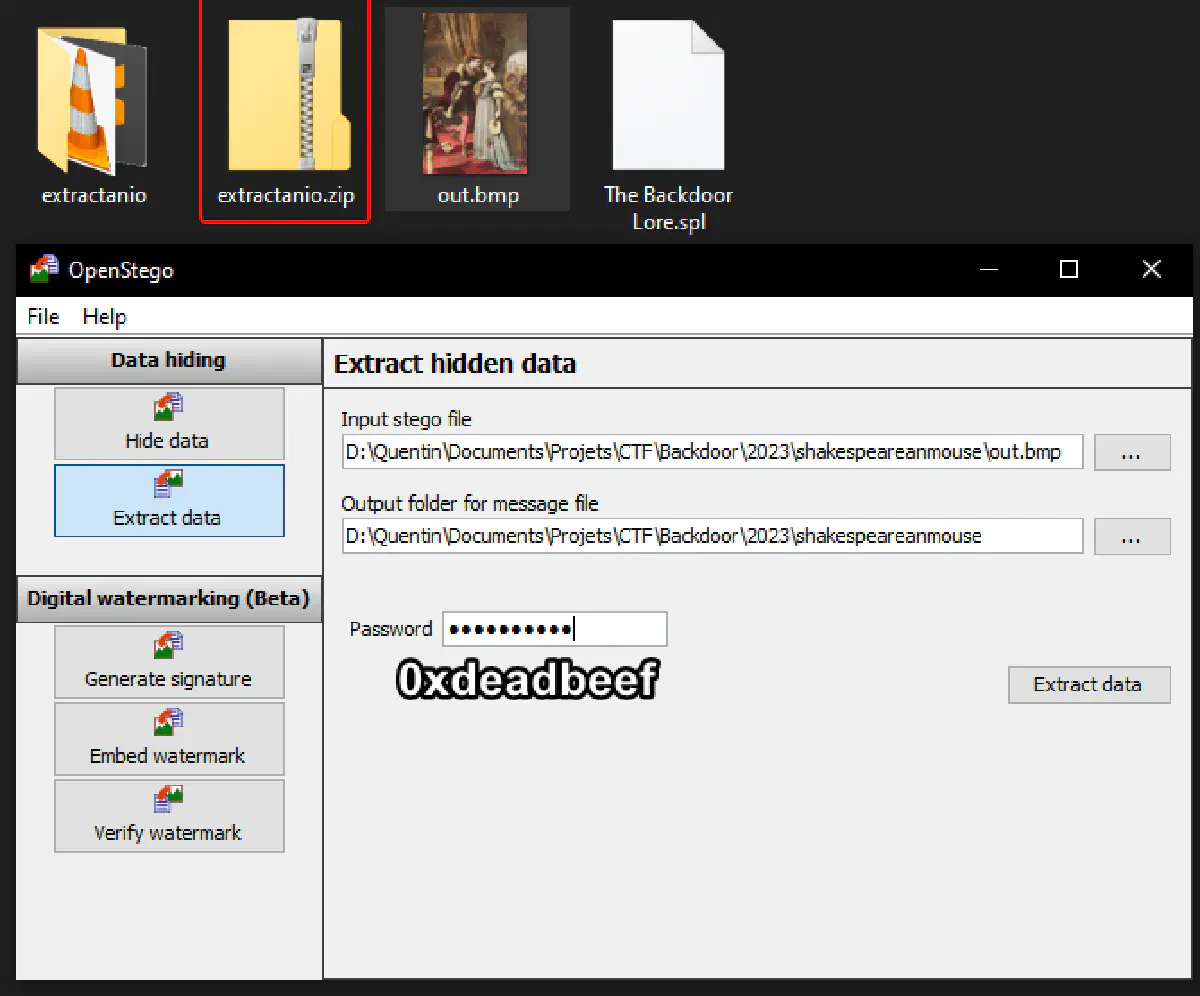 extractanio
extractanio.zip
out.bmp
The Backdoor
Lore.spl
OpenStego
File Help
Data hiding
Hide data
Extract data
Digital watermarking (Beta)
Generate signature
Embed watermark
Verify watermark
Extract hidden data
Input stego file
D:\Quentin\Documents\Projets\CTF\Backdoor\2023\shakespeareanmouse\out.bmp
...
Output folder for message file
D:\Quentin\Documents\Projets\CTF\Backdoor\2023\shakespeareanmouse
...
Password ●●●●●●●●●●
0xdeadbeef
Extract data